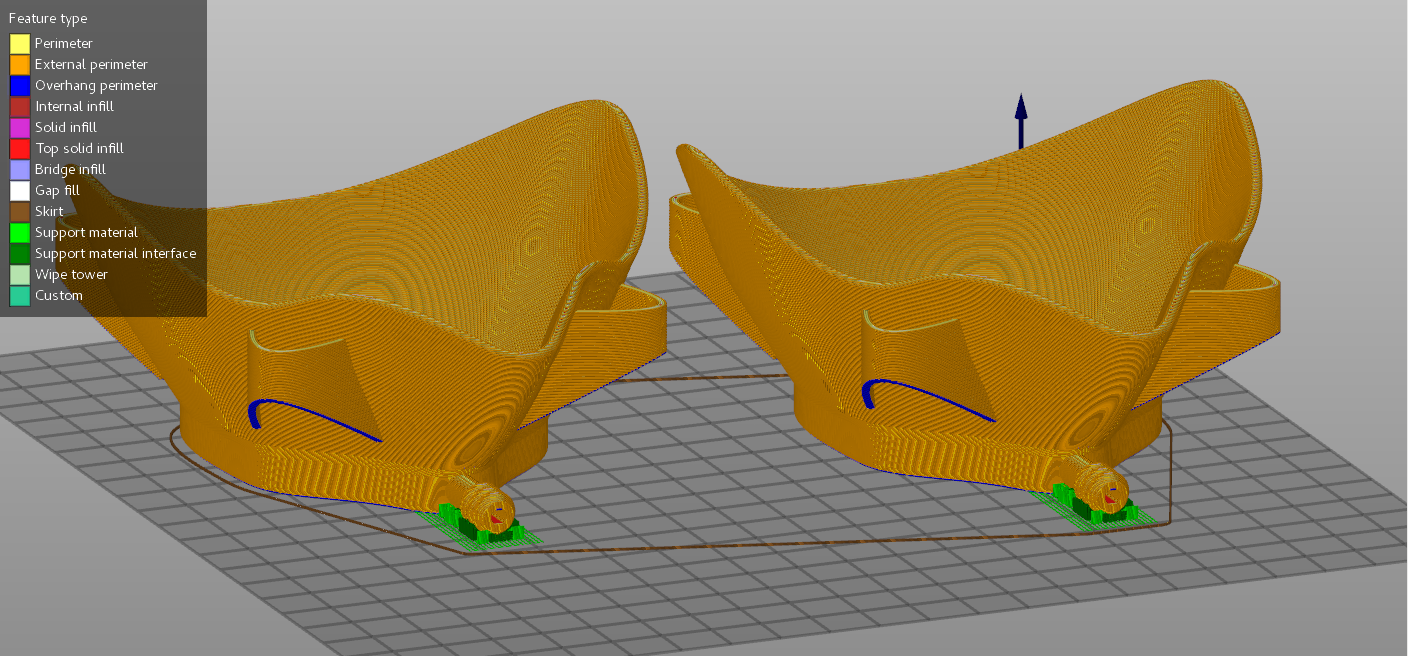 Feature type
Perimeter
External perimeter
Overhang perimeter
Internal infill
Solid infill
Top solid infill
Bridge infill
Gap fill
Skirt
Support material
Support material interface
Wipe tower
Custom